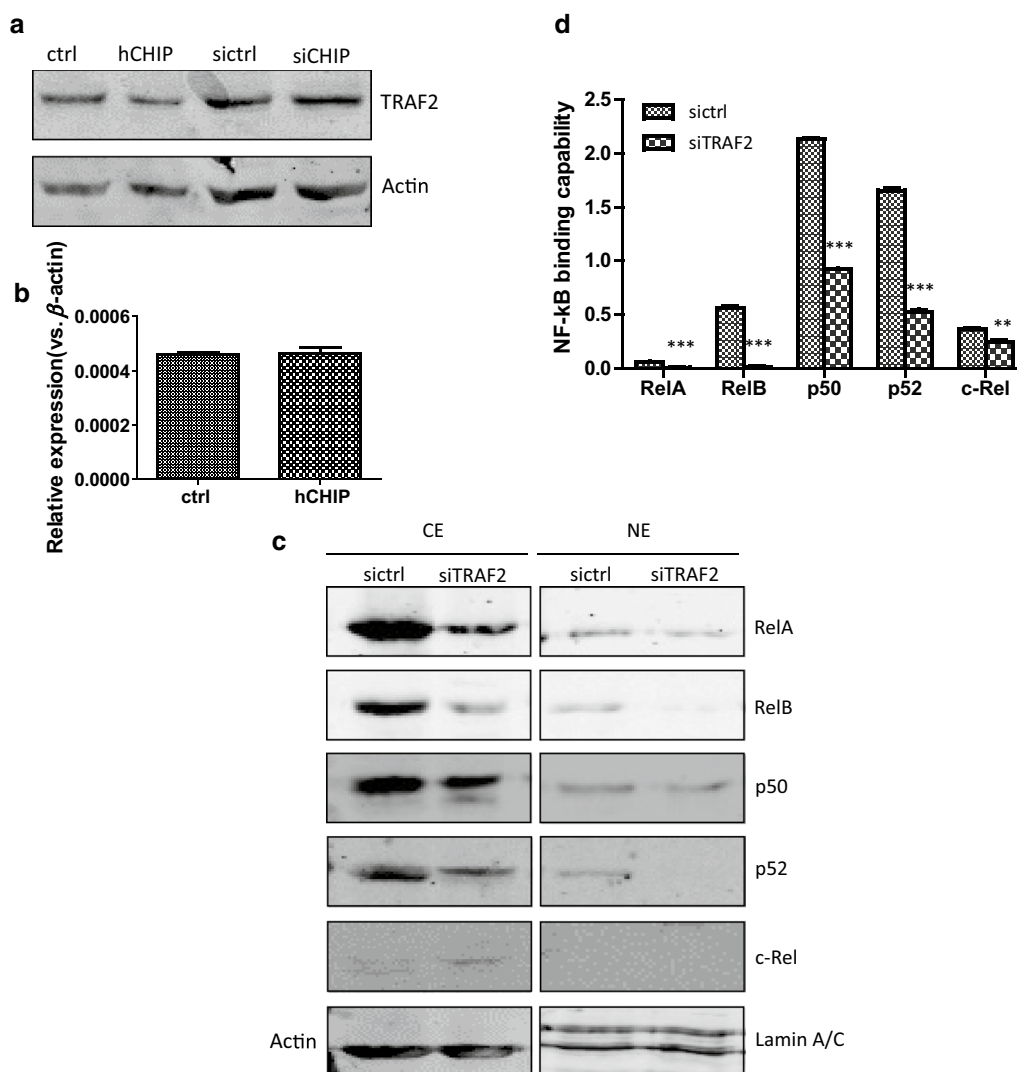 a
ctrl hCHIP sictrl siCHIP
TRAF2
Actin
b
Relative expression(vs. β-actin)
0.0006
0.0004
0.0002
0.0000
ctrl hCHIP
c
CE NE
sictrl siTRAF2 sictrl siTRAF2
RelA
RelB
p50
p52
c-Rel
Actin Lamin A/C
d
NF-kB binding capability
2.5
2.0
1.5
1.0
0.5
0.0
sictrl
siTRAF2
***
***
***
***
**
RelA RelB p50 p52 c-Rel